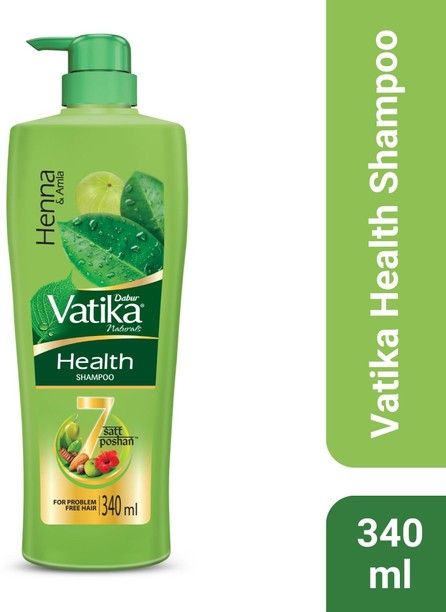 Henna
& Amla
Dabur
Vatika®
Naturals
Health
SHAMPOO
7
satt
poshan™
FOR PROBLEM
FREE HAIR
340 ml
Vatika Health Shampoo
340
ml